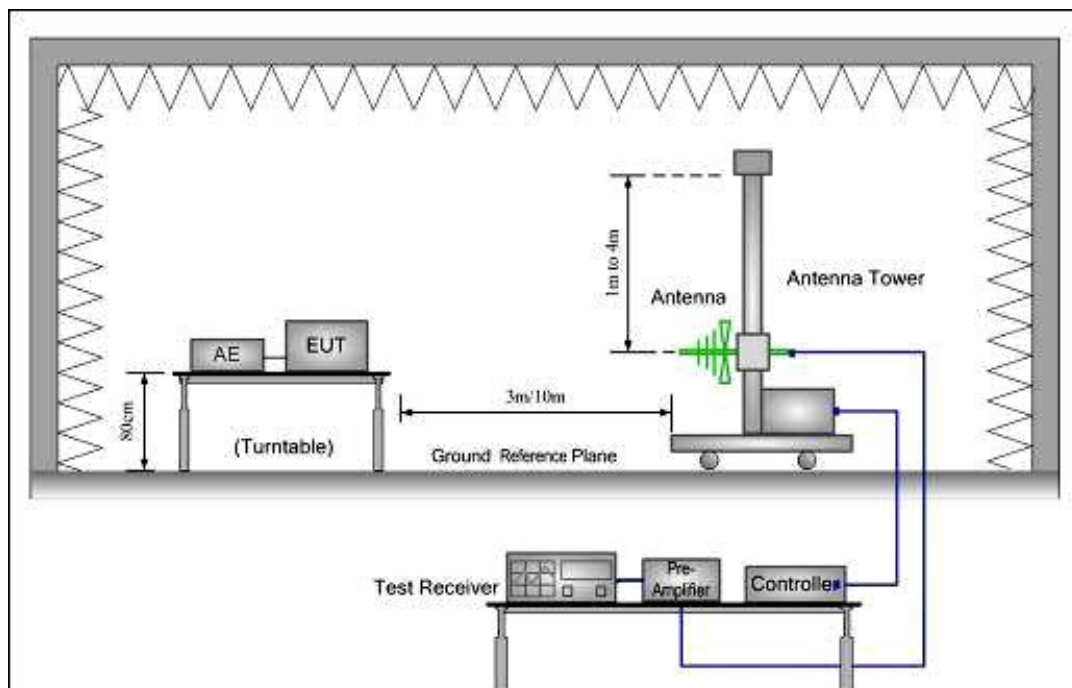 1m to 4m
Antenna Tower
Antenna
AE
EUT
80cm
3m/10m
(Turntable)
Ground Reference Plane
Test Receiver
Pre-
Amplifier
Controller